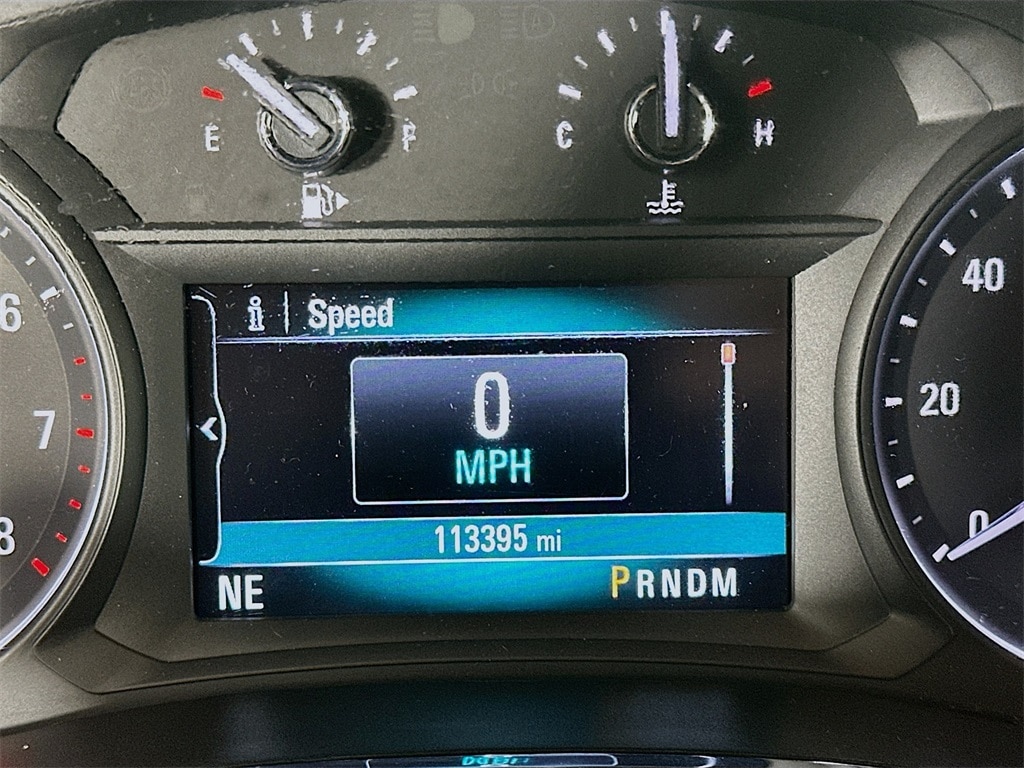 E F
C H
6
7
8
40
20
0
Speed
0
MPH
113395 mi
NE PRNDM